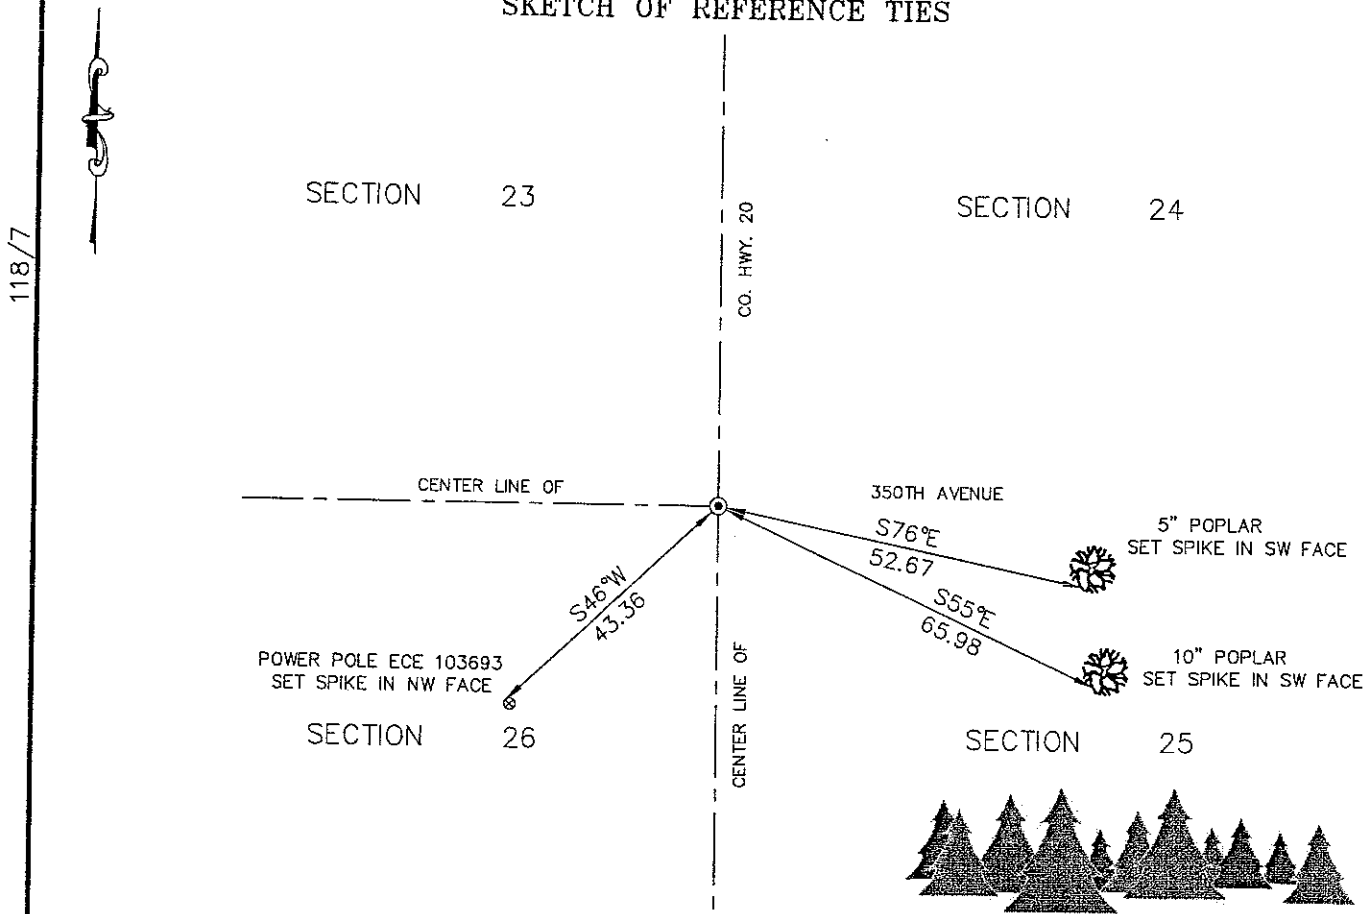 SKETCH OF REFERENCE TIES
118/7
SECTION 23
SECTION 24
CO. HWY. 20
CENTER LINE OF
350TH AVENUE
S76°E
52.67
5" POPLAR
SET SPIKE IN SW FACE
S46°W
43.36
S55°E
65.98
POWER POLE ECE 103693
SET SPIKE IN NW FACE
10" POPLAR
SET SPIKE IN SW FACE
CENTER LINE OF
SECTION 26
SECTION 25